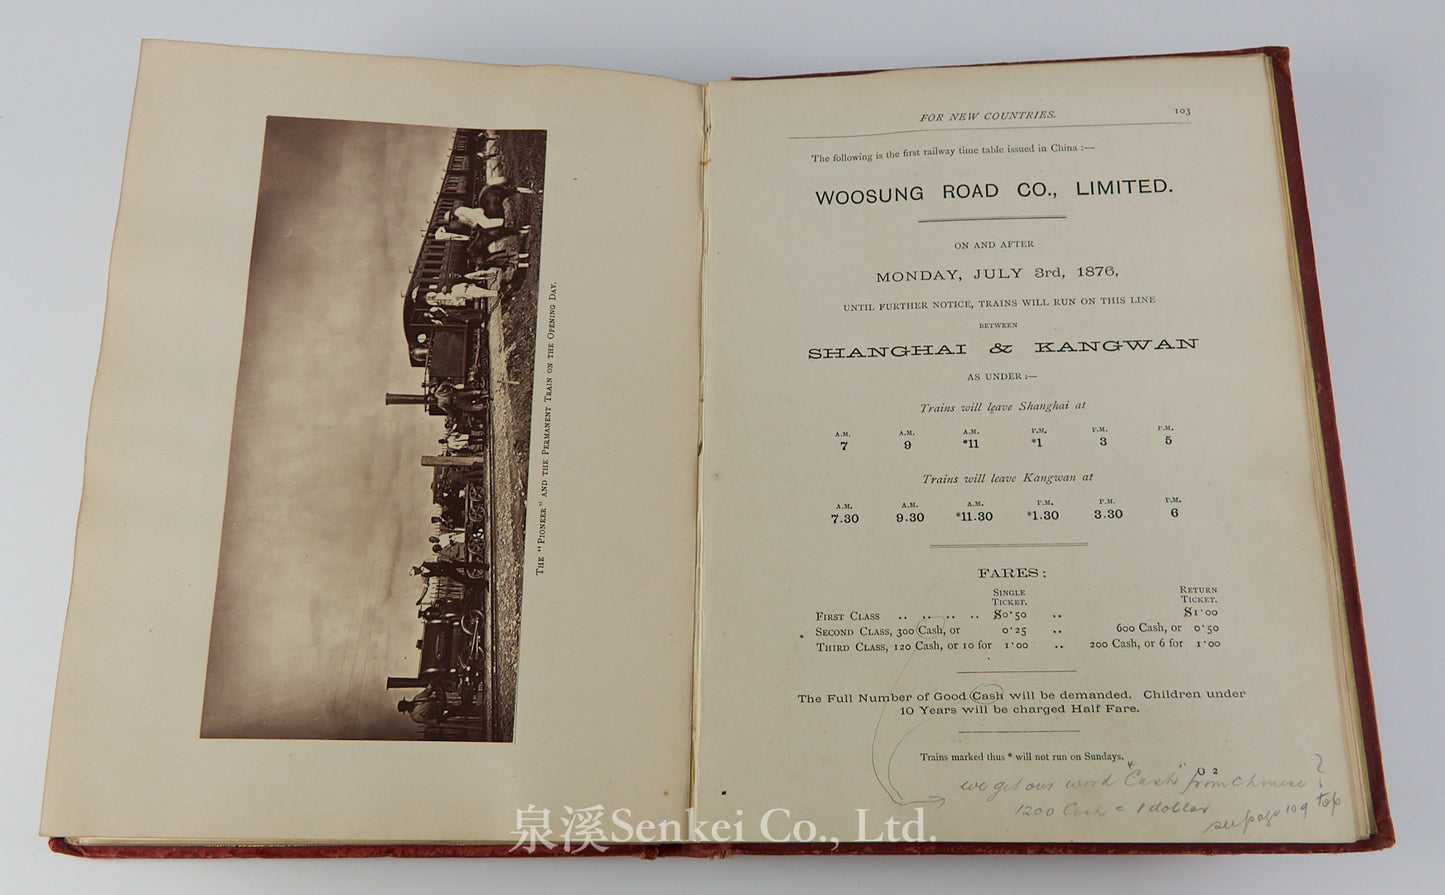 THE "PIONEER" AND THE PERMANENT TRAIN ON THE OPENING DAY.
FOR NEW COUNTRIES. 103
The following is the first railway time table issued in China :—
WOOSUNG ROAD CO., LIMITED.
ON AND AFTER
MONDAY, JULY 3rd, 1876,
UNTIL FURTHER NOTICE, TRAINS WILL RUN ON THIS LINE
BETWEEN
SHANGHAI & KANGWAN
AS UNDER :—
Trains will leave Shanghai at
A.M. A.M. A.M. P.M. P.M. P.M.
7 9 *11 *1 3 5
Trains will leave Kangwan at
A.M. A.M. A.M. P.M. P.M. P.M.
7.30 9.30 *11.30 *1.30 3.30 6
FARES :
SINGLE RETURN
TICKET. TICKET.
FIRST CLASS .. .. .. .. $0·50 .. $1·00
SECOND CLASS, 300 Cash, or 0·25 .. 600 Cash, or 0·50
THIRD CLASS, 120 Cash, or 10 for 1·00 .. 200 Cash, or 6 for 1·00
The Full Number of Good Cash will be demanded. Children under
10 Years will be charged Half Fare.
Trains marked thus * will not run on Sundays.
O 2
we get our word "Cash" from Chinese ?
1200 Cash = 1 dollar
see page 109 top
泉溪Senkei Co., Ltd.